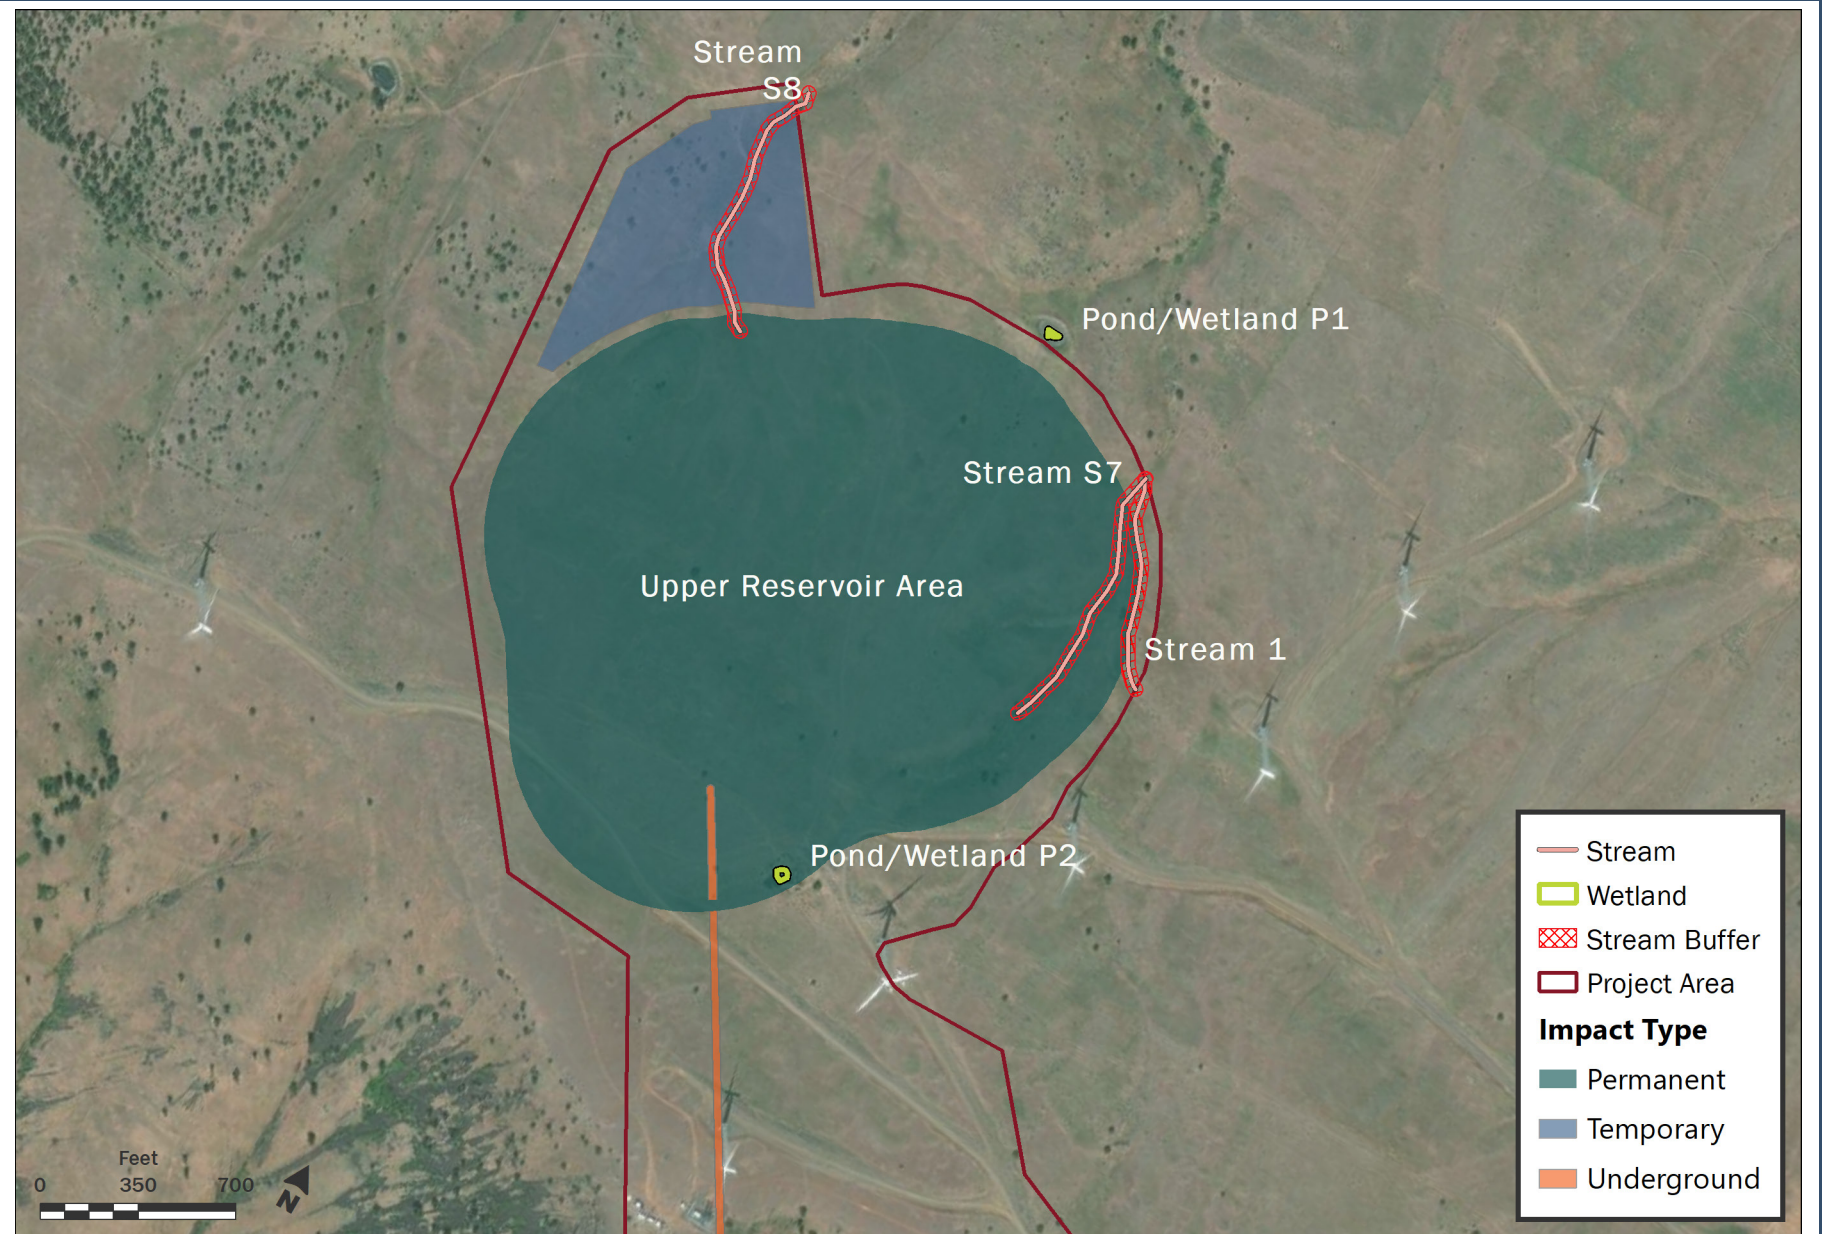 Stream
S8
Pond/Wetland P1
Stream S7
Upper Reservoir Area
Stream 1
Pond/Wetland P2
Stream
Wetland
Stream Buffer
Project Area
Impact Type
Permanent
Temporary
Underground
Feet
0 350 700
N